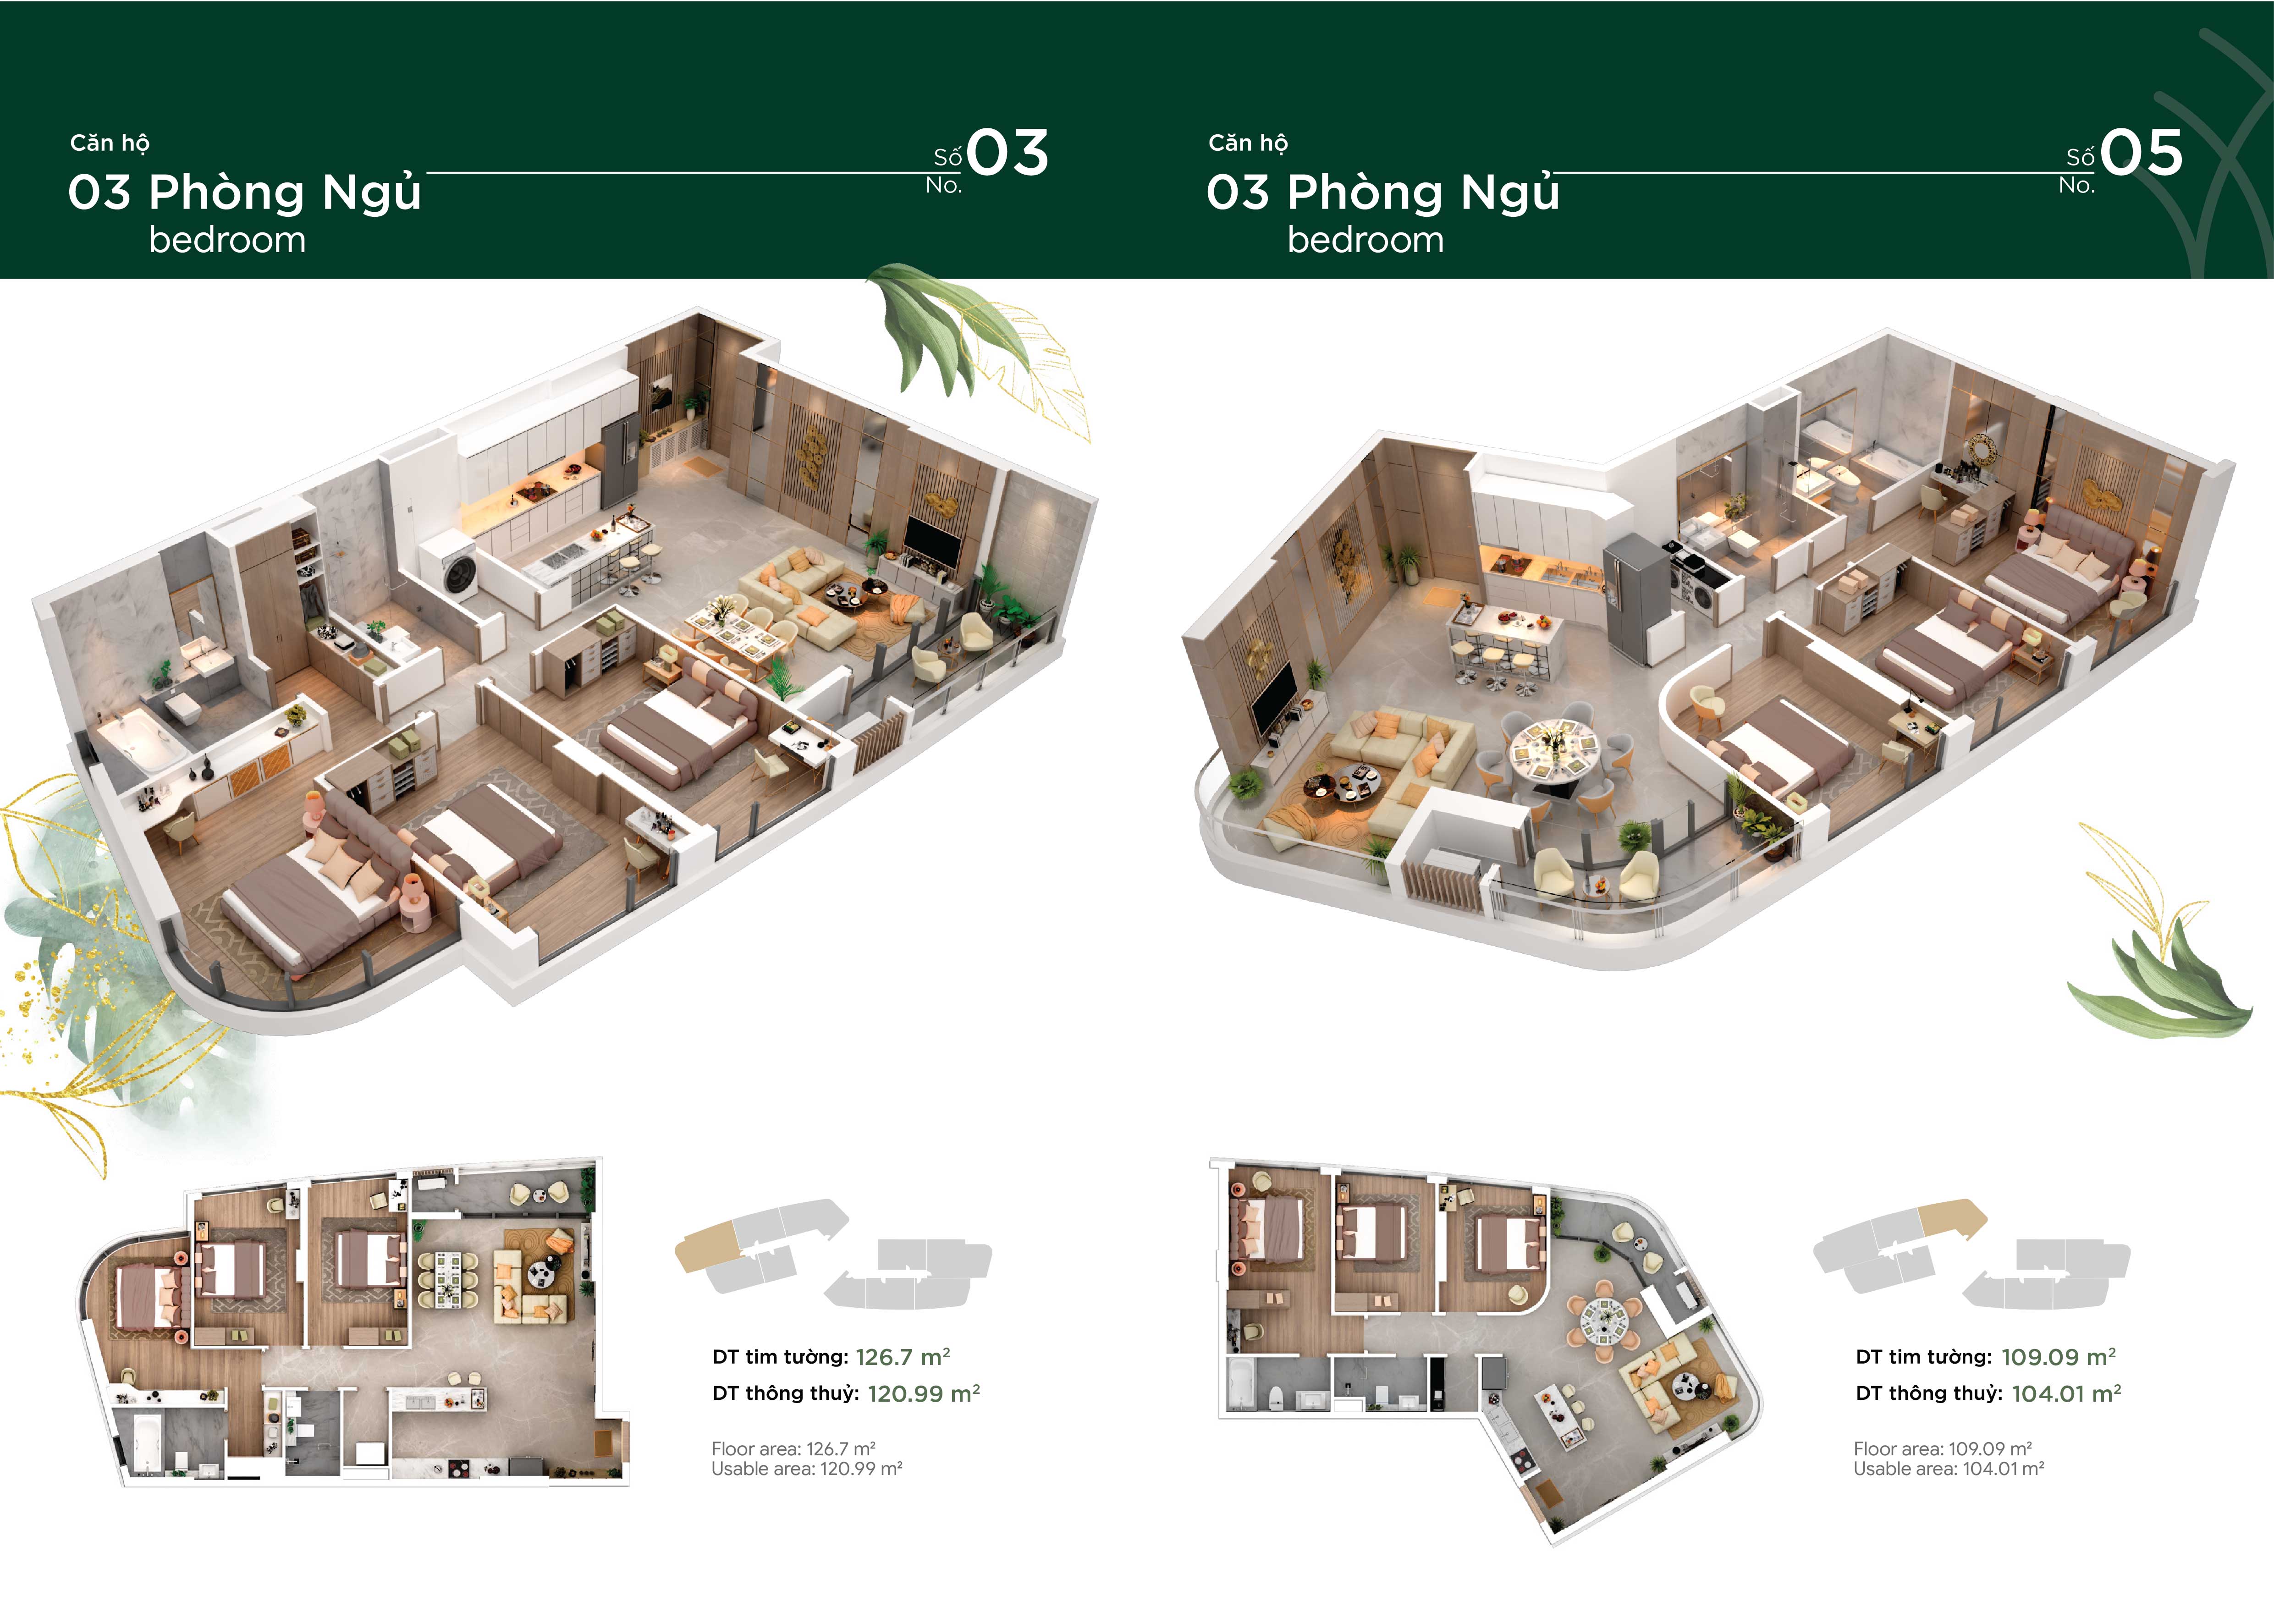 Căn hộ
03 Phòng Ngủ
bedroom
Số
No.
03
Căn hộ
03 Phòng Ngủ
bedroom
Số
No.
05
DT tim tường: 126.7 m²
DT thông thuỷ: 120.99 m²
Floor area: 126.7 m²
Usable area: 120.99 m²
DT tim tường: 109.09 m²
DT thông thuỷ: 104.01 m²
Floor area: 109.09 m²
Usable area: 104.01 m²